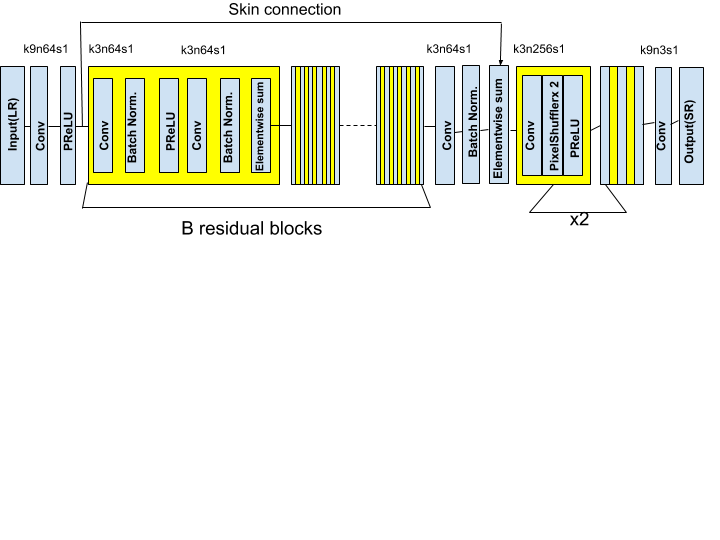 Skin connection
k9n64s1
k3n64s1
k3n64s1
k3n64s1
k3n256s1
k9n3s1
Input(LR)
Conv
PReLU
Conv
Batch Norm.
PReLU
Conv
Batch Norm.
Elementwise sum
Conv
Batch Norm.
Elementwise sum
Conv
PixelShufflerx 2
PReLU
Conv
Output(SR)
B residual blocks
x2